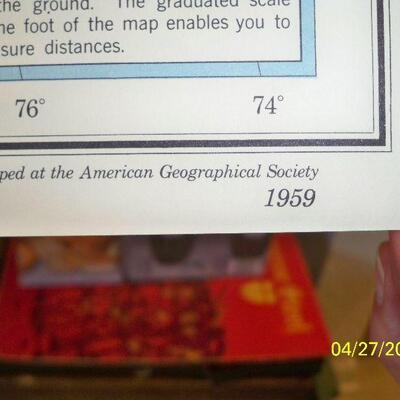 the ground. The graduated scale
he foot of the map enables you to
sure distances.
76° 74°
ped at the American Geographical Society
1959
04/27/20